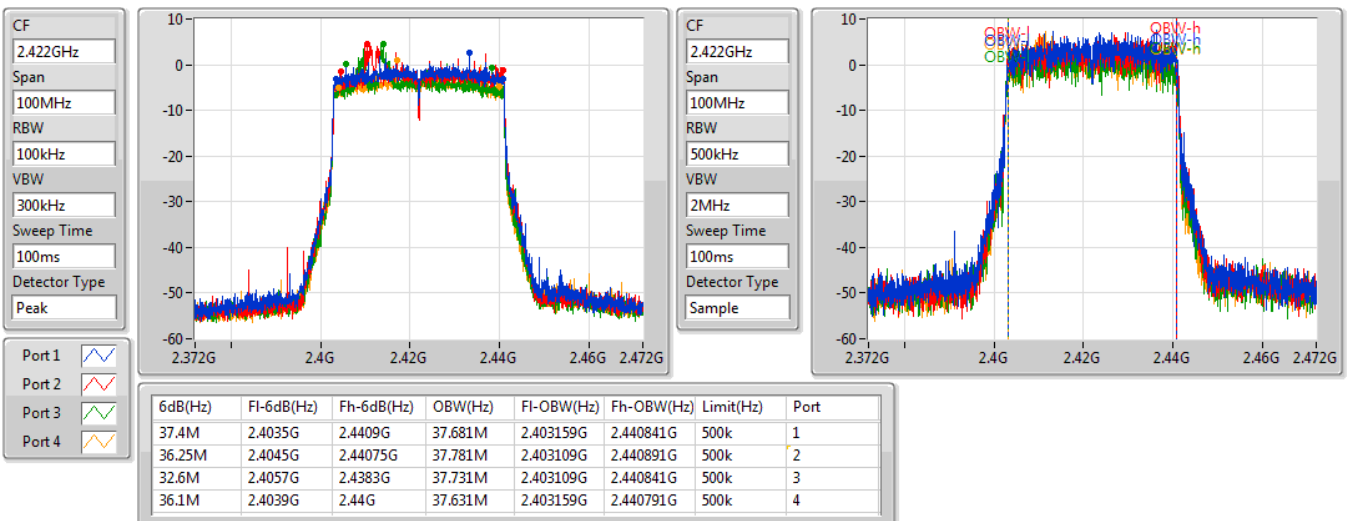 CF
2.422GHz
Span
100MHz
RBW
100kHz
VBW
300kHz
Sweep Time
100ms
Detector Type
Peak
10
0
-10
-20
-30
-40
-50
-60
2.372G 2.4G 2.42G 2.44G 2.46G 2.472G
CF
2.422GHz
Span
100MHz
RBW
500kHz
VBW
2MHz
Sweep Time
100ms
Detector Type
Sample
10
0
-10
-20
-30
-40
-50
-60
OBW-h
2.372G 2.4G 2.42G 2.44G 2.46G 2.472G
Port 1
Port 2
Port 3
Port 4
6dB(Hz) Fl-6dB(Hz) Fh-6dB(Hz) OBW(Hz) Fl-OBW(Hz) Fh-OBW(Hz) Limit(Hz) Port
37.4M 2.4035G 2.4409G 37.681M 2.403159G 2.440841G 500k 1
36.25M 2.4045G 2.44075G 37.781M 2.403109G 2.440891G 500k 2
32.6M 2.4057G 2.4383G 37.731M 2.403109G 2.440841G 500k 3
36.1M 2.4039G 2.44G 37.631M 2.403159G 2.440791G 500k 4